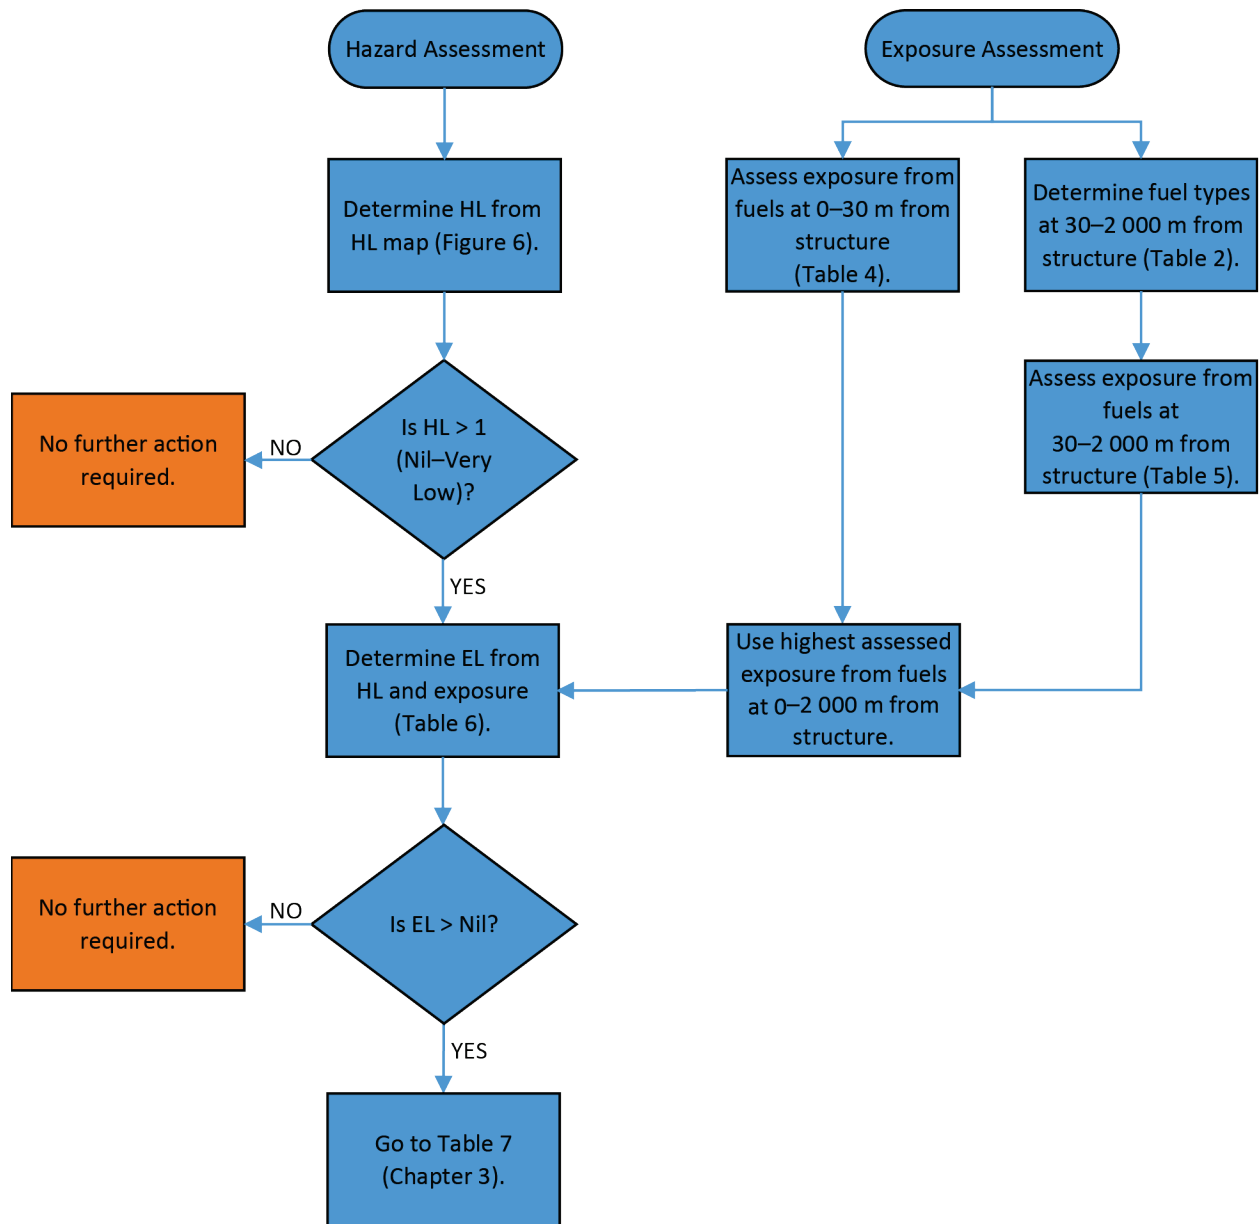 Hazard Assessment
Exposure Assessment
Determine HL from
HL map (Figure 6).
Assess exposure from
fuels at 0–30 m from
structure
(Table 4).
Determine fuel types
at 30–2 000 m from
structure (Table 2).
Is HL > 1
(Nil–Very
Low)?
NO
No further action
required.
Assess exposure from
fuels at
30–2 000 m from
structure (Table 5).
YES
Determine EL from
HL and exposure
(Table 6).
Use highest assessed
exposure from fuels
at 0–2 000 m from
structure.
Is EL > Nil?
NO
No further action
required.
YES
Go to Table 7
(Chapter 3).